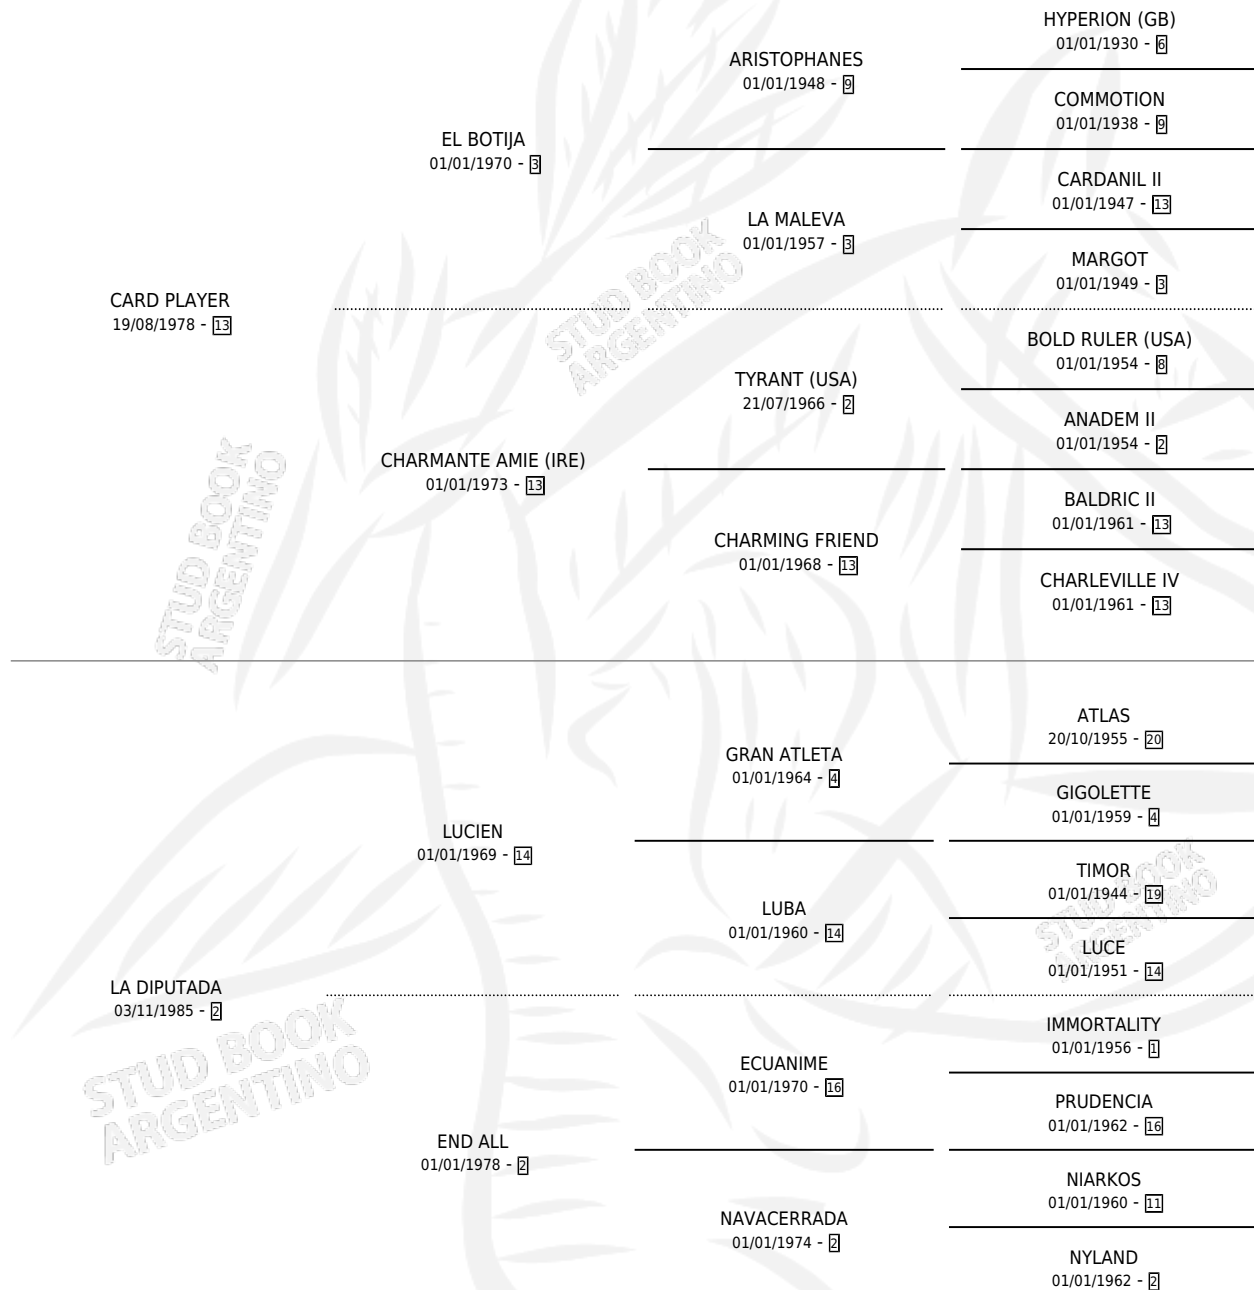 HYPERION (GB)
01/01/1930 - 6
ARISTOPHANES
01/01/1948 - 9
COMMOTION
01/01/1938 - 9
EL BOTIJA
01/01/1970 - 3
CARDANIL II
01/01/1947 - 13
LA MALEVA
01/01/1957 - 3
MARGOT
01/01/1949 - 3
CARD PLAYER
19/08/1978 - 13
BOLD RULER (USA)
01/01/1954 - 8
TYRANT (USA)
21/07/1966 - 2
ANADEM II
01/01/1954 - 2
CHARMANTE AMIE (IRE)
01/01/1973 - 13
BALDRIC II
01/01/1961 - 13
CHARMING FRIEND
01/01/1968 - 13
CHARLEVILLE IV
01/01/1961 - 13
STUD BOOK
ARGENTINO
STUD BOOK
ARGENTINO
ATLAS
20/10/1955 - 20
GRAN ATLETA
01/01/1964 - 4
GIGOLETTE
01/01/1959 - 4
LUCIEN
01/01/1969 - 14
TIMOR
01/01/1944 - 19
LUBA
01/01/1960 - 14
LUCE
01/01/1951 - 14
STUD BOOK
ARGENTINO
LA DIPUTADA
03/11/1985 - 2
IMMORTALITY
01/01/1956 - 1
ECUANIME
01/01/1970 - 16
PRUDENCIA
01/01/1962 - 16
END ALL
01/01/1978 - 2
NIARKOS
01/01/1960 - 11
NAVACERRADA
01/01/1974 - 2
NYLAND
01/01/1962 - 2
STUD BOOK
ARGENTINO